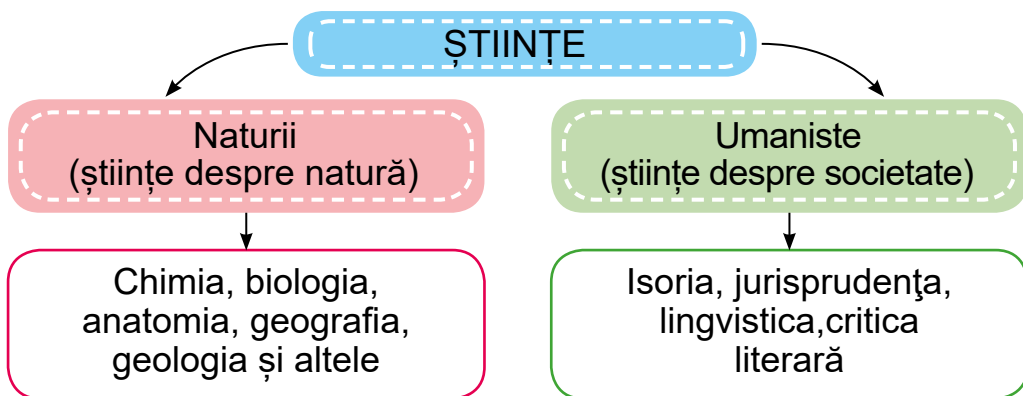 ȘTIINȚE
Naturii
(științe despre natură)
Umaniste
(științe despre societate)
Chimia, biologia,
anatomia, geografia,
geologia și altele
Isoria, jurisprudenţa,
lingvistica,critica
literară